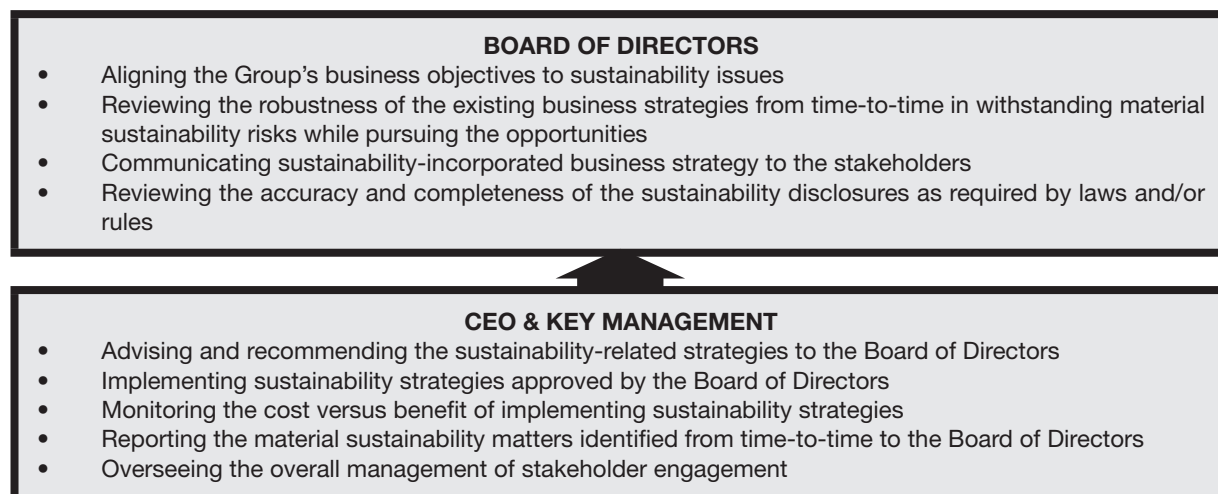 BOARD OF DIRECTORS
• Aligning the Group’s business objectives to sustainability issues
• Reviewing the robustness of the existing business strategies from time-to-time in withstanding material
sustainability risks while pursuing the opportunities
• Communicating sustainability-incorporated business strategy to the stakeholders
• Reviewing the accuracy and completeness of the sustainability disclosures as required by laws and/or
rules
CEO & KEY MANAGEMENT
• Advising and recommending the sustainability-related strategies to the Board of Directors
• Implementing sustainability strategies approved by the Board of Directors
• Monitoring the cost versus benefit of implementing sustainability strategies
• Reporting the material sustainability matters identified from time-to-time to the Board of Directors
• Overseeing the overall management of stakeholder engagement